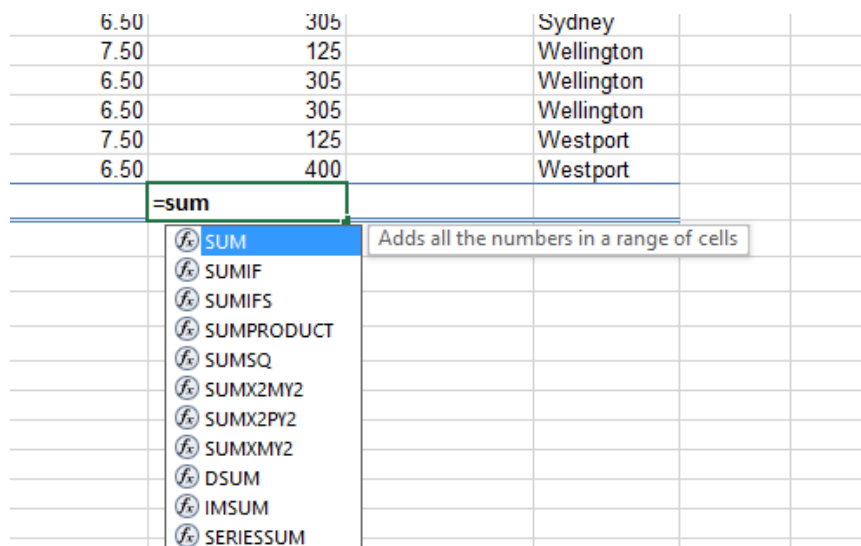 6.50 305 Sydney
7.50 125 Wellington
6.50 305 Wellington
6.50 305 Wellington
7.50 125 Westport
6.50 400 Westport
=sum
SUM Adds all the numbers in a range of cells
SUMIF
SUMIFS
SUMPRODUCT
SUMSQ
SUMX2MY2
SUMX2PY2
SUMXMY2
DSUM
IMSUM
SERIESSUM